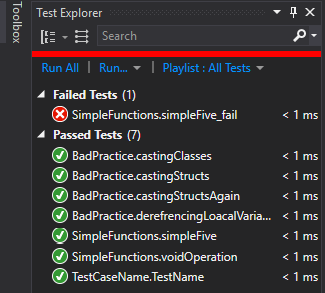 Toolbox
Test Explorer
Search
Run All | Run... | Playlist : All Tests
Failed Tests (1)
SimpleFunctions.simpleFive_fail < 1 ms
Passed Tests (7)
BadPractice.castingClasses < 1 ms
BadPractice.castingStructs < 1 ms
BadPractice.castingStructsAgain < 1 ms
BadPractice.derefrencingLoacalVaria... < 1 ms
SimpleFunctions.simpleFive < 1 ms
SimpleFunctions.voidOperation < 1 ms
TestCaseName.TestName < 1 ms